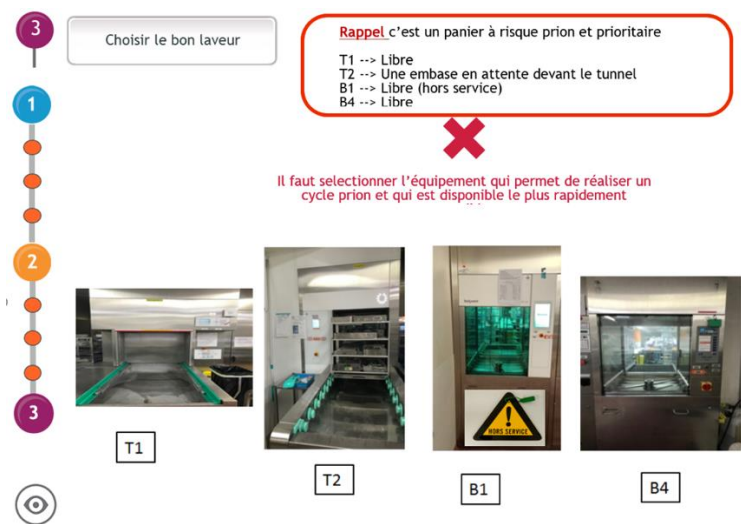 3
Choisir le bon laveur
Rappel c'est un panier à risque prion et prioritaire
T1 --> Libre
T2 --> Une embase en attente devant le tunnel
B1 --> Libre (hors service)
B4 --> Libre
1
Il faut selectionner l'équipement qui permet de réaliser un
cycle prion et qui est disponible le plus rapidement
2
HORS SERVICE
3
T1
T2
B1
B4